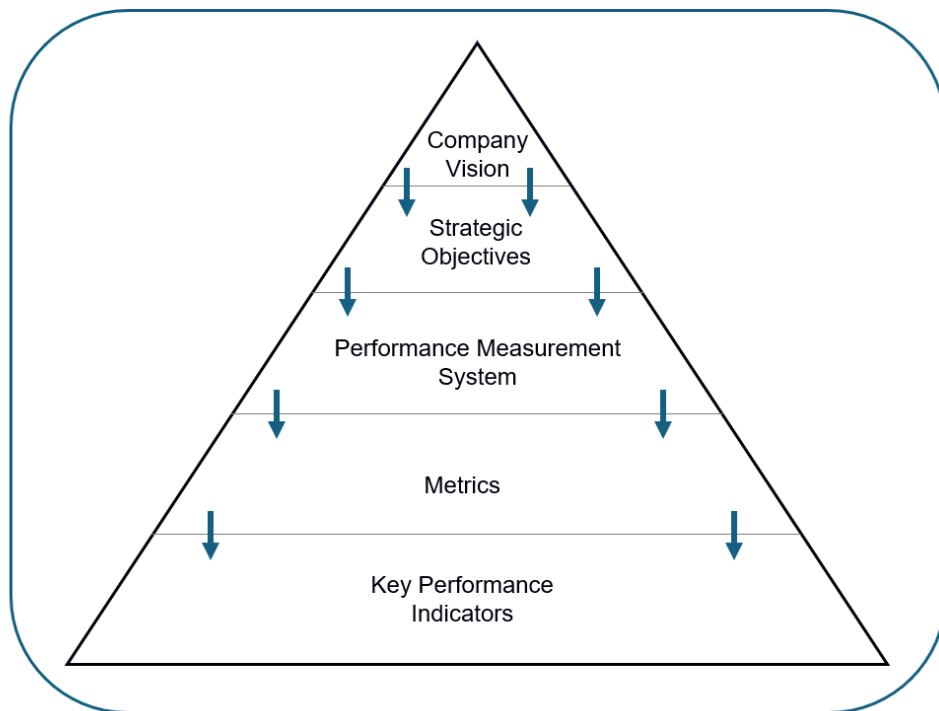 Company
Vision
Strategic
Objectives
Performance Measurement
System
Metrics
Key Performance
Indicators